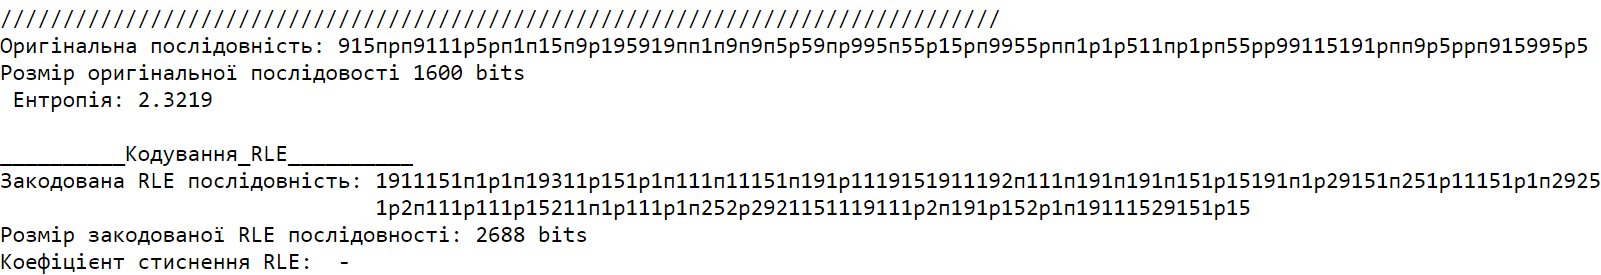 ////////////////////////////////////////////////////////////////////////////////
Оригінальна послідовність: 915прп9111р5рп1п15п9р195919пп1п9п9п5р59пр995п55р15рп9955рпп1р1р511пр1рп55рр99115191рпп9р5ррп915995р5
Розмір оригінальної послідовості 1600 bits
Ентропія: 2.3219
__________Кодування_RLE__________
Закодована RLE послідовність: 1911151п1р1п19311р151р1п111п11151п191р1119151911192п111п191п191п151р15191п1р29151п251р11151р1п2925
1р2п111р111р15211п1р111р1п252р2921151119111р2п191р152р1п19111529151р15
Розмір закодованої RLE послідовності: 2688 bits
Коефіцієнт стиснення RLE:  -